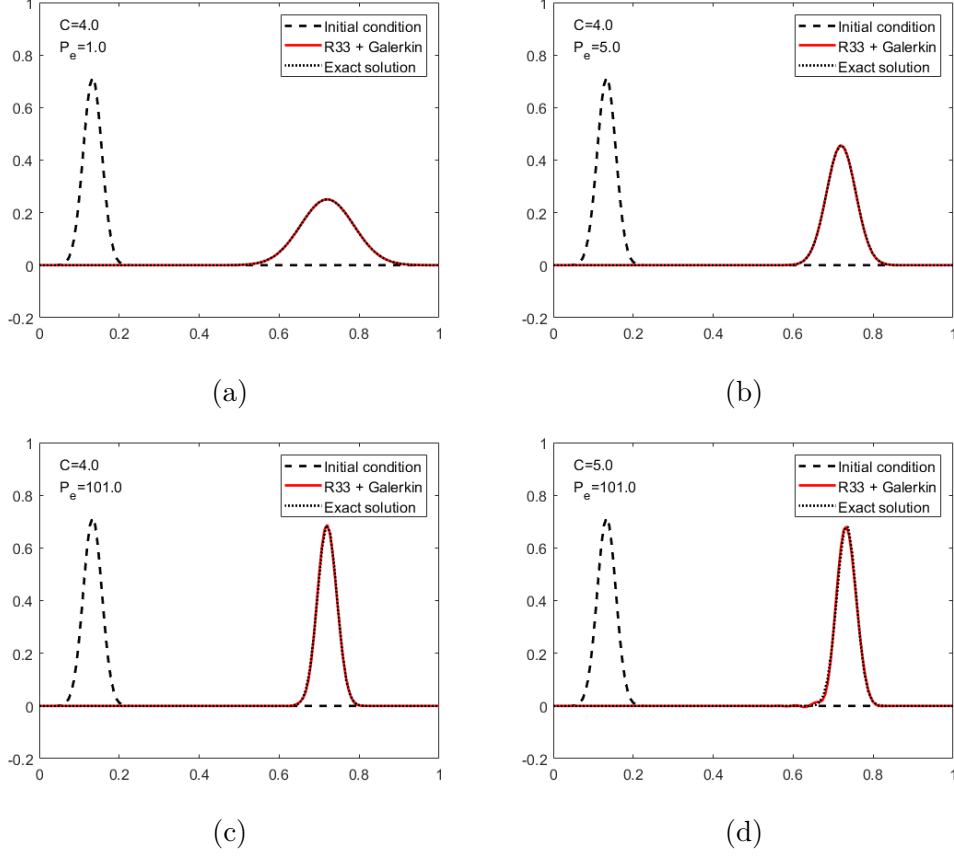 1
0.8
0.6
0.4
0.2
0
-0.2
0 0.2 0.4 0.6 0.8 1
C=4.0
P_e=1.0
Initial condition
R33 + Galerkin
Exact solution
(a)
1
0.8
0.6
0.4
0.2
0
-0.2
0 0.2 0.4 0.6 0.8 1
C=4.0
P_e=5.0
Initial condition
R33 + Galerkin
Exact solution
(b)
1
0.8
0.6
0.4
0.2
0
-0.2
0 0.2 0.4 0.6 0.8 1
C=4.0
P_e=101.0
Initial condition
R33 + Galerkin
Exact solution
(c)
1
0.8
0.6
0.4
0.2
0
-0.2
0 0.2 0.4 0.6 0.8 1
C=5.0
P_e=101.0
Initial condition
R33 + Galerkin
Exact solution
(d)